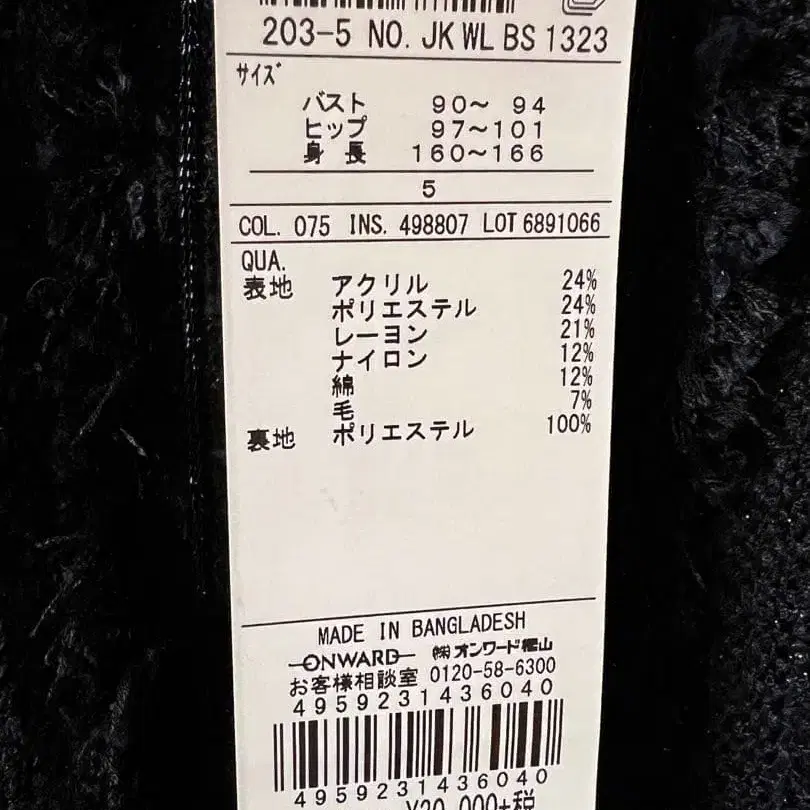 203-5 NO. JK WL BS 1323
サイズ
バスト 90〜 94
ヒップ 97〜101
身 長 160〜166
5
COL. 075 INS. 498807 LOT 6891066
QUA.
表地 アクリル 24%
ポリエステル 24%
レーヨン 21%
ナイロン 12%
綿 12%
毛 7%
裏地 ポリエステル 100%
MADE IN BANGLADESH
ONWARD ㈱オンワード樫山
お客様相談室 0120-58-6300
4959231436040
4959231436040
¥20,000+税